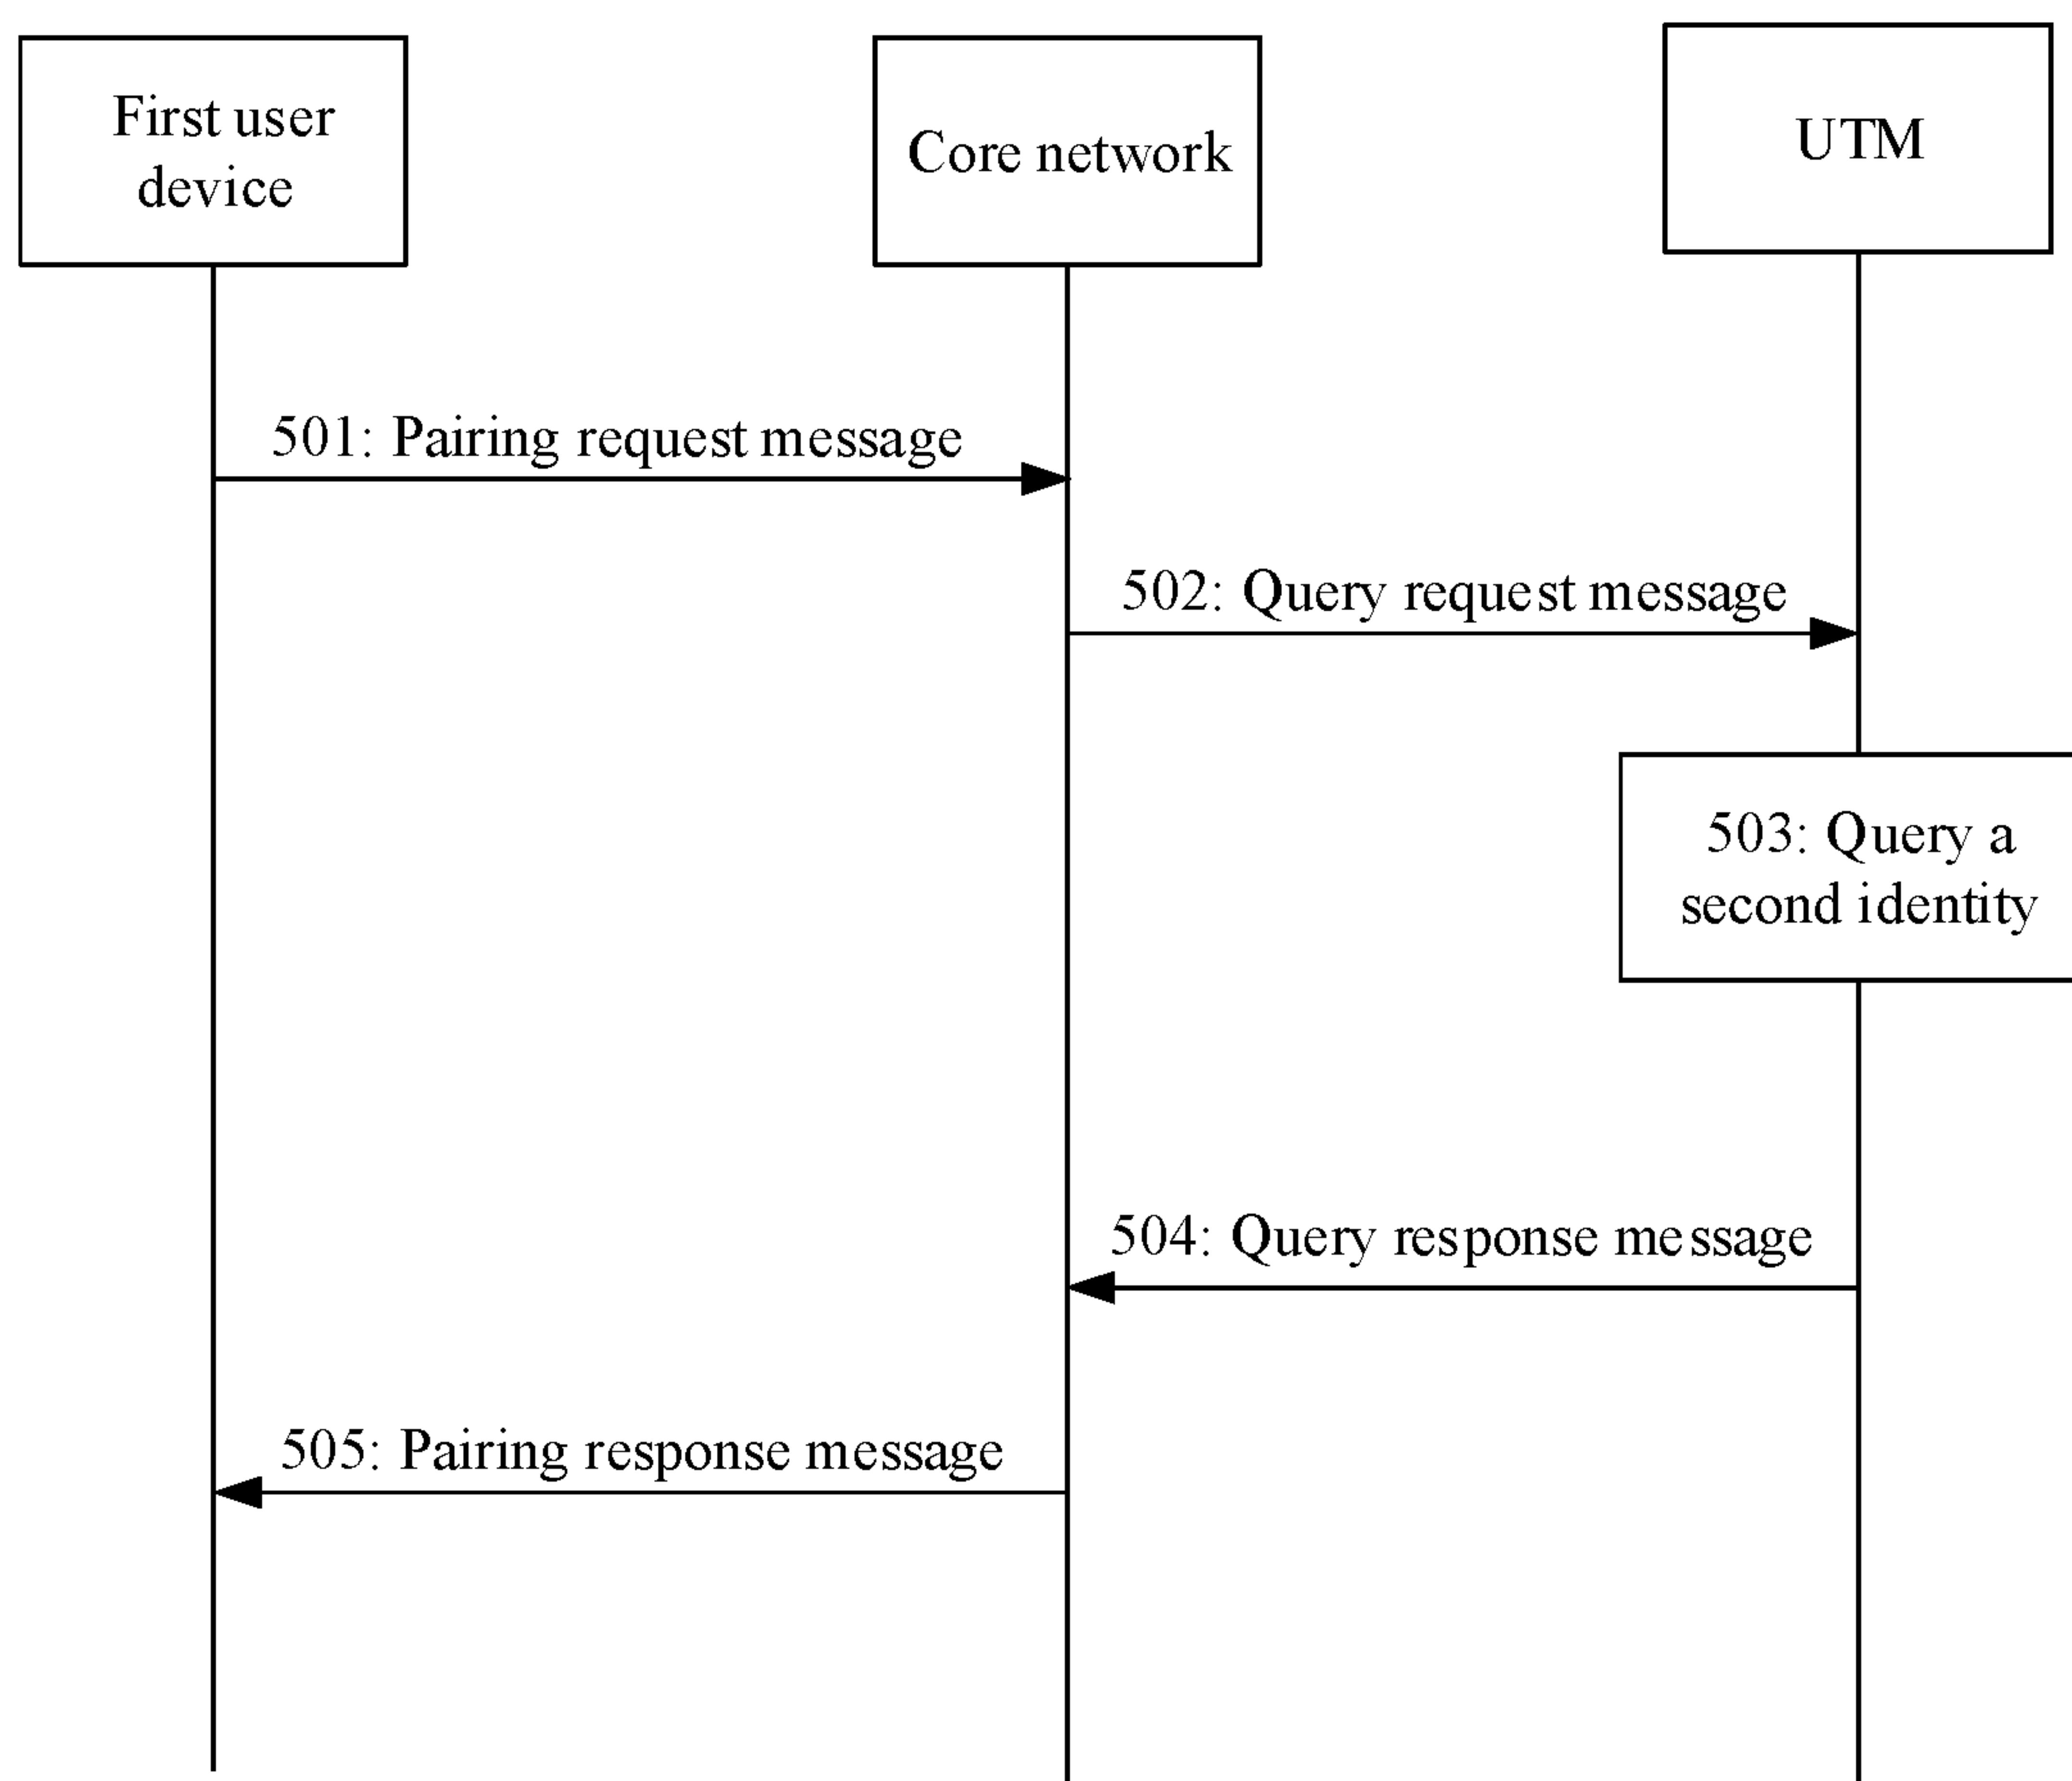 First user
device
Core network
UTM
501: Pairing request message
502: Query request message
503: Query a
second identity
504: Query response message
505: Pairing response message